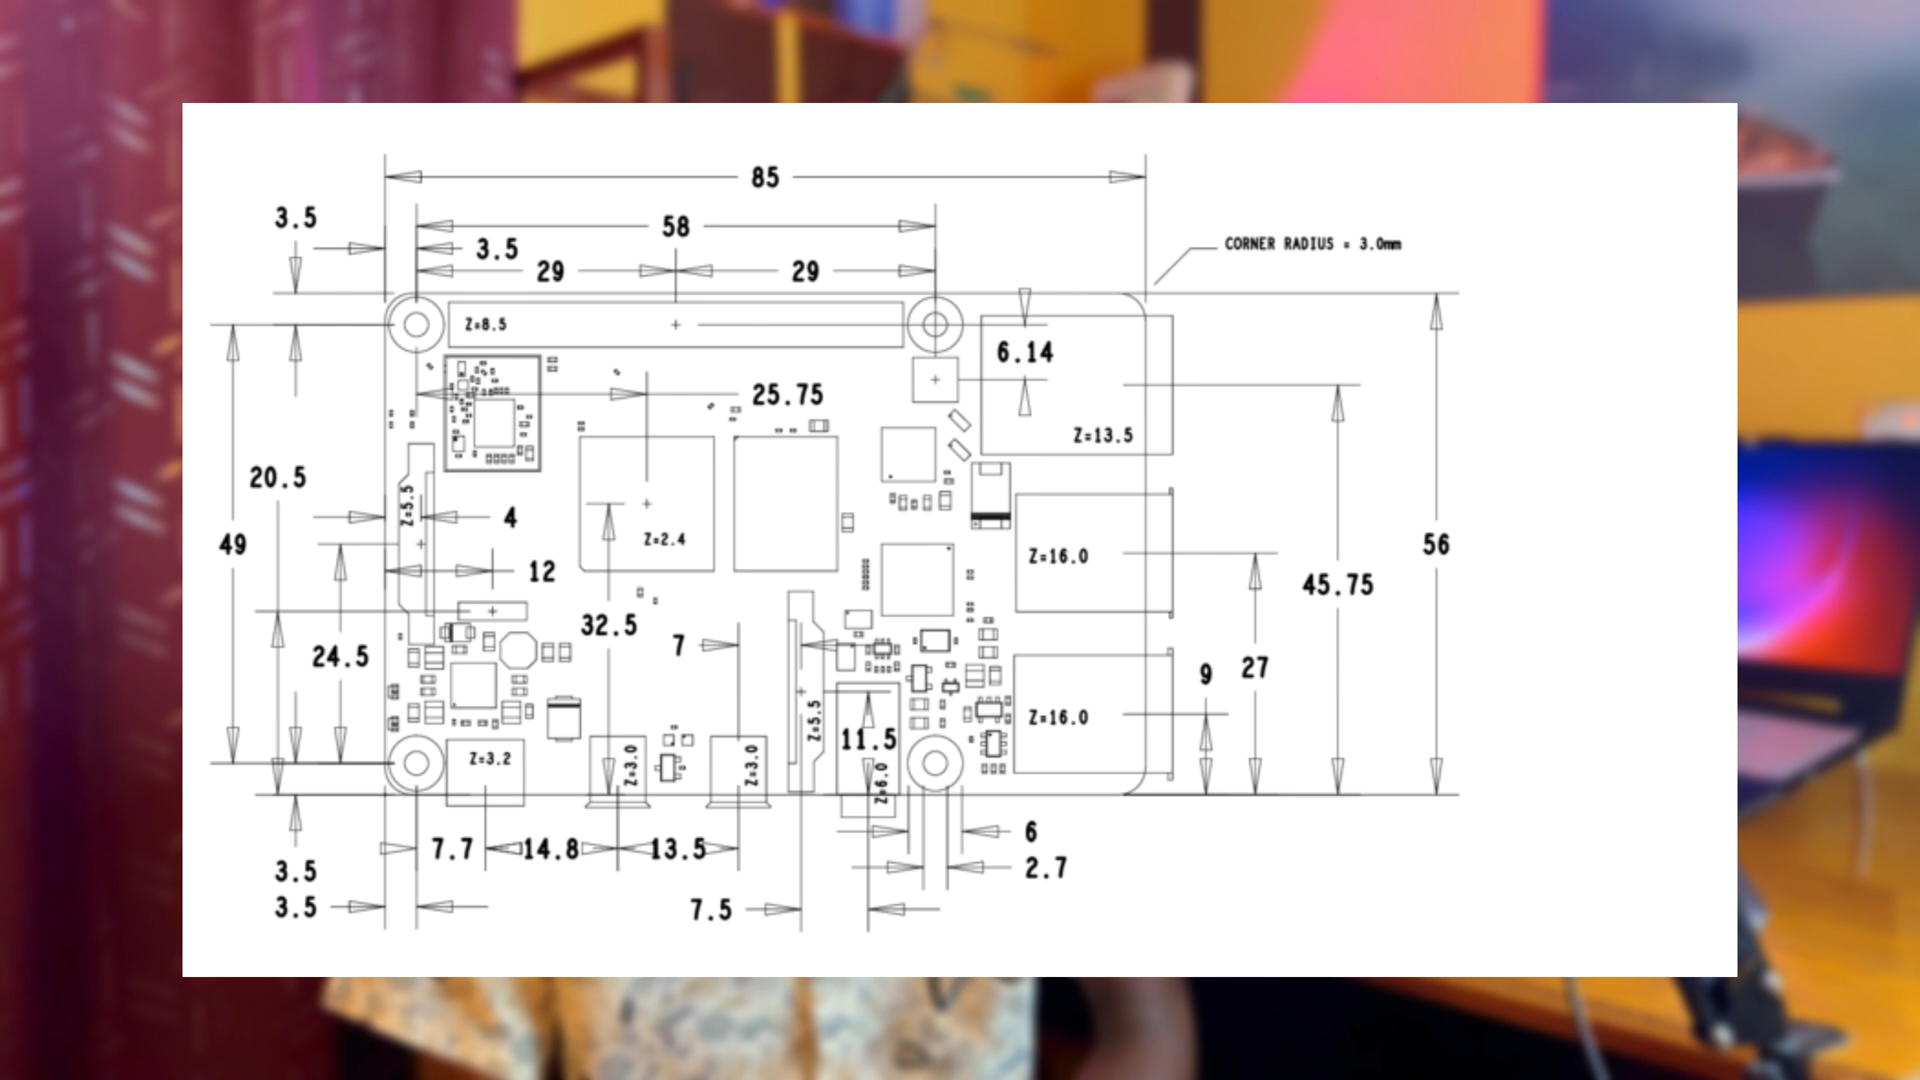 85
3.5
58
CORNER RADIUS = 3.0mm
3.5
29
29
Z=8.5
6.14
25.75
Z=13.5
20.5
Z=5.5
4
49
Z=2.4
56
Z=16.0
12
45.75
32.5
7
24.5
27
9
Z=5.5
Z=16.0
11.5
Z=3.2
Z=3.0
Z=3.0
Z=6.0
6
7.7
14.8
13.5
2.7
3.5
3.5
7.5